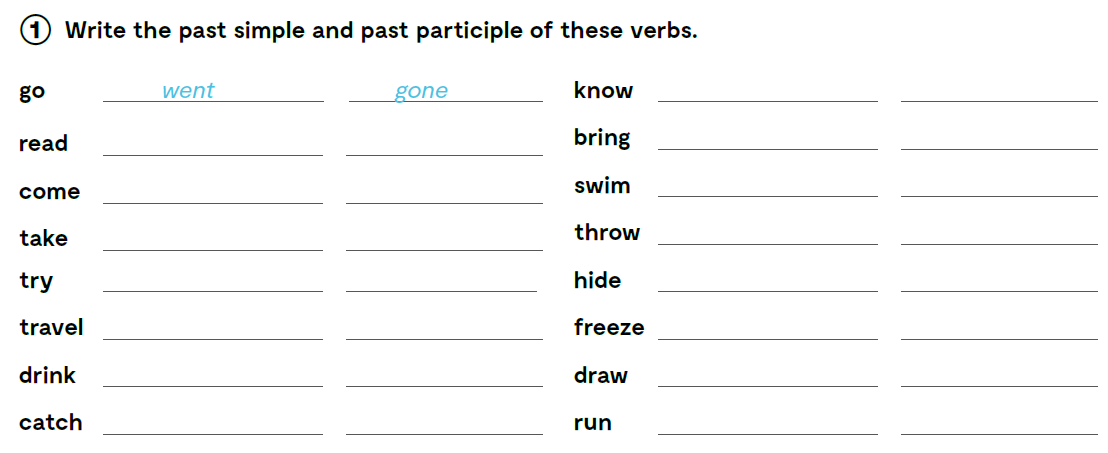 1 Write the past simple and past participle of these verbs.
go went gone
read
come
take
try
travel
drink
catch
know
bring
swim
throw
hide
freeze
draw
run